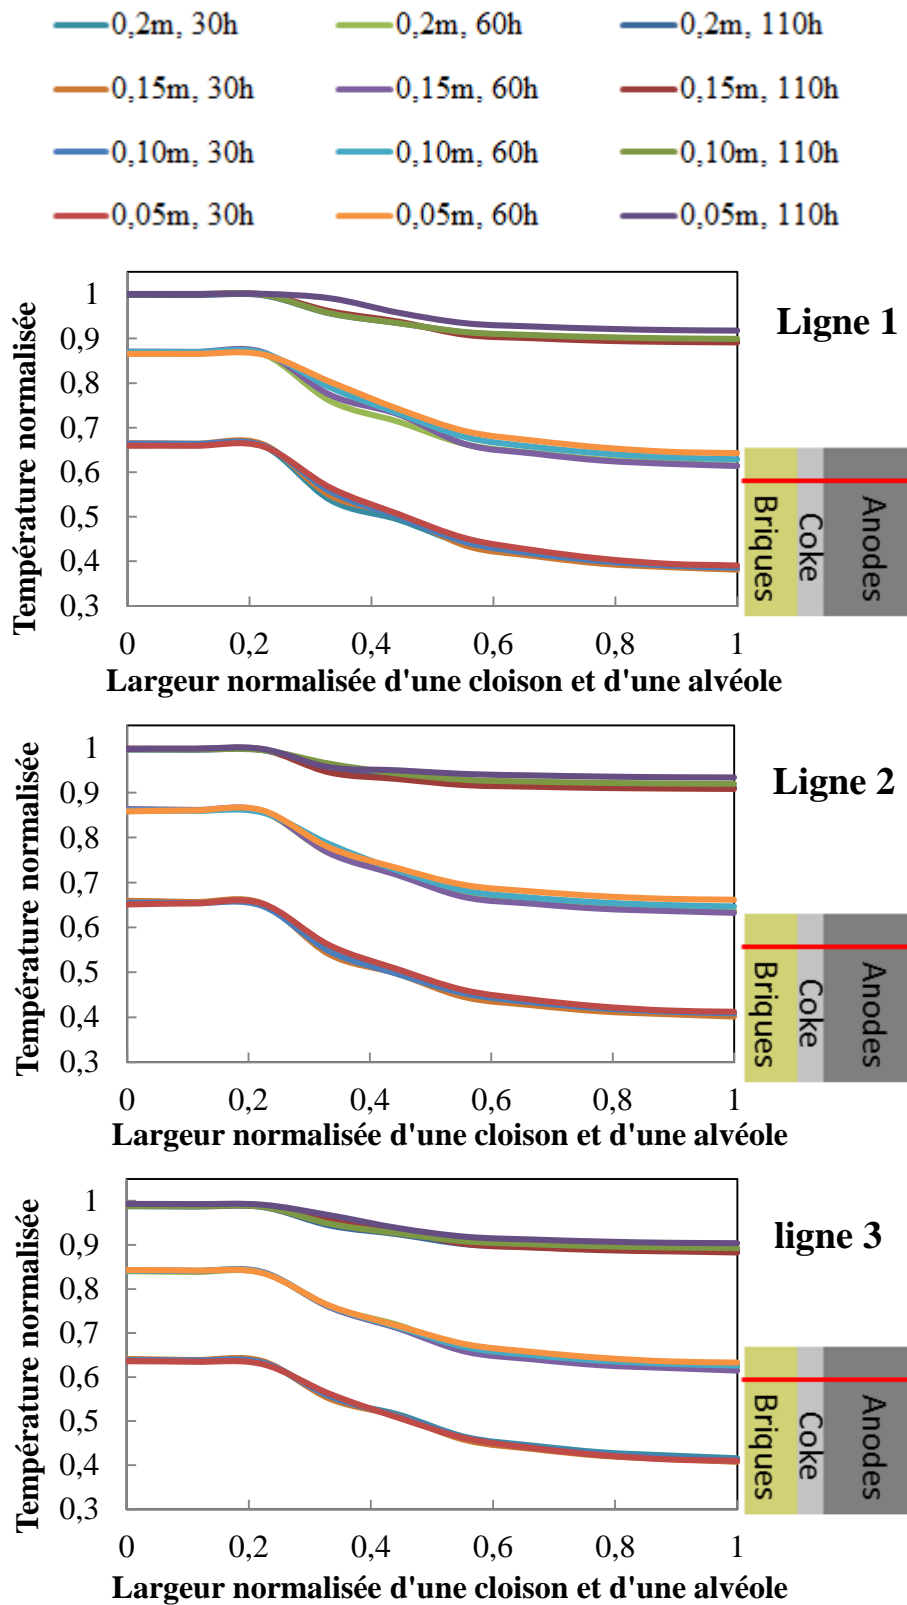 0,2m, 30h 0,2m, 60h 0,2m, 110h
0,15m, 30h 0,15m, 60h 0,15m, 110h
0,10m, 30h 0,10m, 60h 0,10m, 110h
0,05m, 30h 0,05m, 60h 0,05m, 110h
Température normalisée
1
0,9
0,8
0,7
0,6
0,5
0,4
0,3
0 0,2 0,4 0,6 0,8 1
Largeur normalisée d'une cloison et d'une alvéole
Ligne 1
Briques
Coke
Anodes
Température normalisée
1
0,9
0,8
0,7
0,6
0,5
0,4
0,3
0 0,2 0,4 0,6 0,8 1
Largeur normalisée d'une cloison et d'une alvéole
Ligne 2
Briques
Coke
Anodes
Température normalisée
1
0,9
0,8
0,7
0,6
0,5
0,4
0,3
0 0,2 0,4 0,6 0,8 1
Largeur normalisée d'une cloison et d'une alvéole
ligne 3
Briques
Coke
Anodes